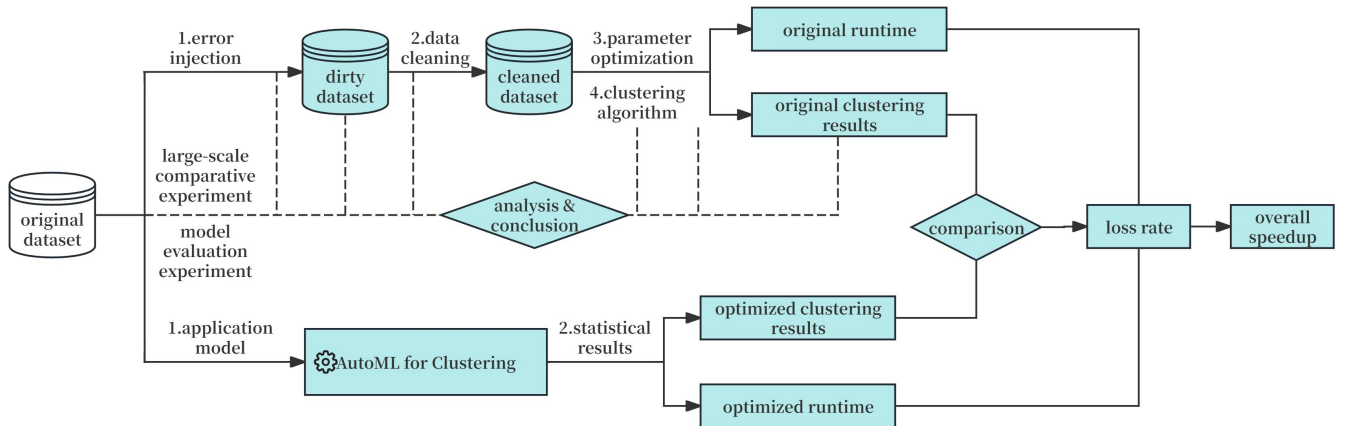 1.error
injection
dirty
dataset
2.data
cleaning
cleaned
dataset
3.parameter
optimization
4.clustering
algorithm
original runtime
original clustering
results
large-scale
comparative
experiment
original
dataset
model
evaluation
experiment
analysis &
conclusion
comparison
loss rate
overall
speedup
1.application
model
AutoML for Clustering
2.statistical
results
optimized clustering
results
optimized runtime